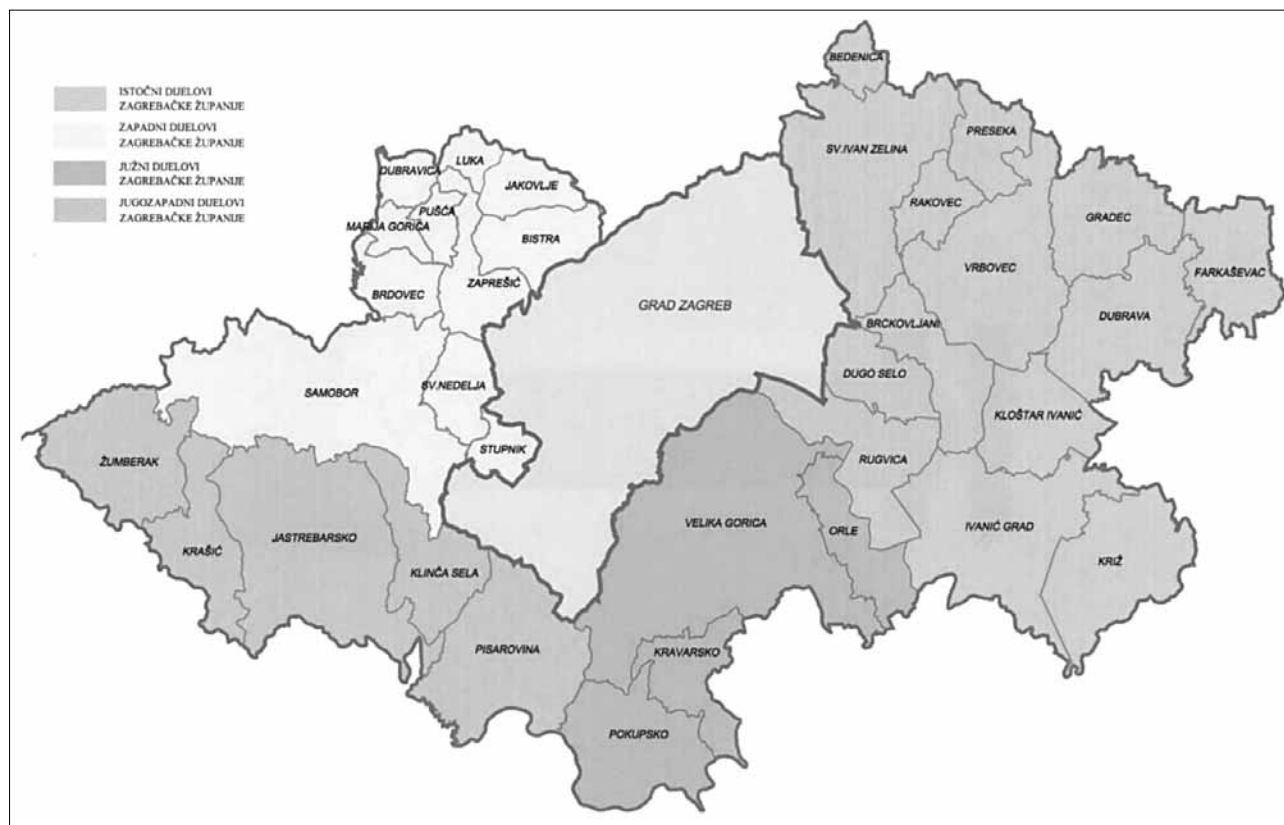 ISTOČNI DIJELOVI
ZAGREBAČKE ŽUPANIJE
ZAPADNI DIJELOVI
ZAGREBAČKE ŽUPANIJE
JUŽNI DIJELOVI
ZAGREBAČKE ŽUPANIJE
JUGOZAPADNI DIJELOVI
ZAGREBAČKE ŽUPANIJE
BEDENICA
PRESEKA
SV.IVAN ZELINA
LUKA
DUBRAVICA
JAKOVLJE
RAKOVEC
GRADEC
PUŠĆA
MARIJA GORICA
BISTRA
VRBOVEC
FARKAŠEVAC
ZAPREŠIĆ
BRDOVEC
GRAD ZAGREB
DUBRAVA
BRCKOVLJANI
DUGO SELO
SV.NEDELJA
SAMOBOR
KLOŠTAR IVANIĆ
STUPNIK
ŽUMBERAK
RUGVICA
VELIKA GORICA
ORLE
IVANIĆ GRAD
JASTREBARSKO
KRAŠIĆ
KRIŽ
KLINČA SELA
PISAROVINA
KRAVARSKO
POKUPSKO